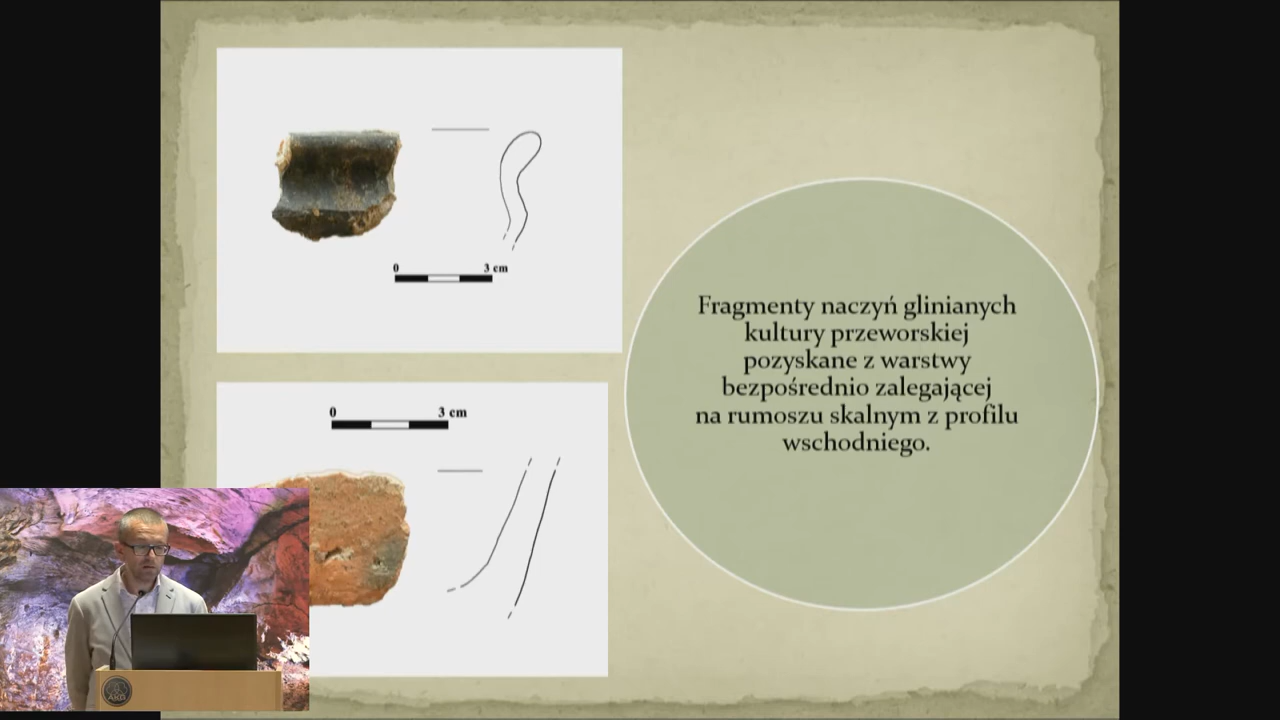 0 3 cm
0 3 cm
Fragmenty naczyń glinianych
kultury przeworskiej
pozyskane z warstwy
bezpośrednio zalegającej
na rumoszu skalnym z profilu
wschodniego.